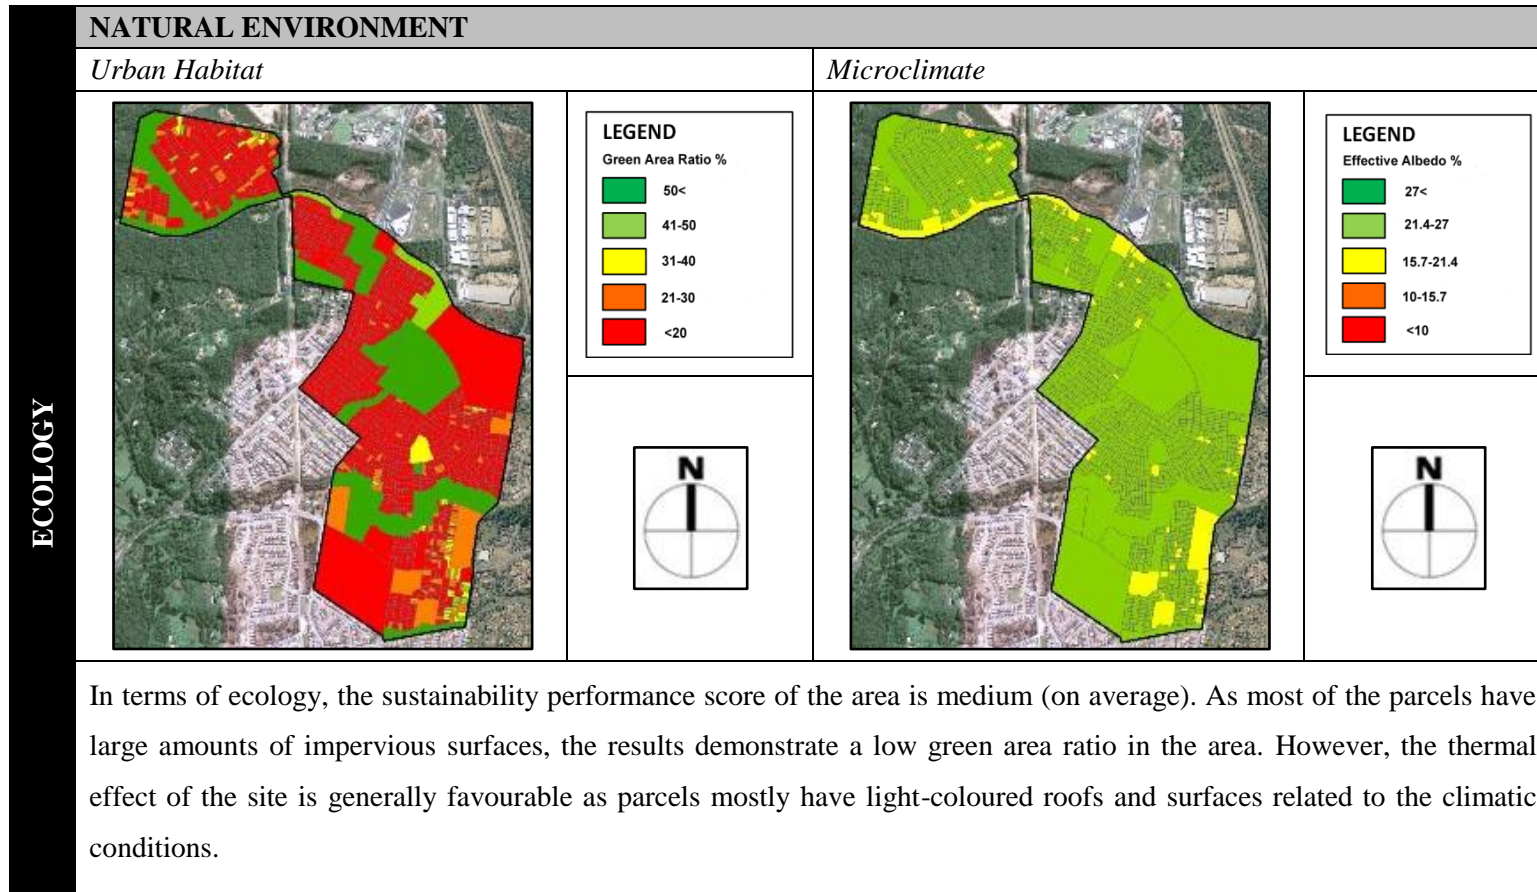 NATURAL ENVIRONMENT
Urban Habitat
Microclimate
ECOLOGY
LEGEND
Green Area Ratio %
50<
41-50
31-40
21-30
<20
N
LEGEND
Effective Albedo %
27<
21.4-27
15.7-21.4
10-15.7
<10
N
In terms of ecology, the sustainability performance score of the area is medium (on average). As most of the parcels have
large amounts of impervious surfaces, the results demonstrate a low green area ratio in the area. However, the thermal
effect of the site is generally favourable as parcels mostly have light-coloured roofs and surfaces related to the climatic
conditions.